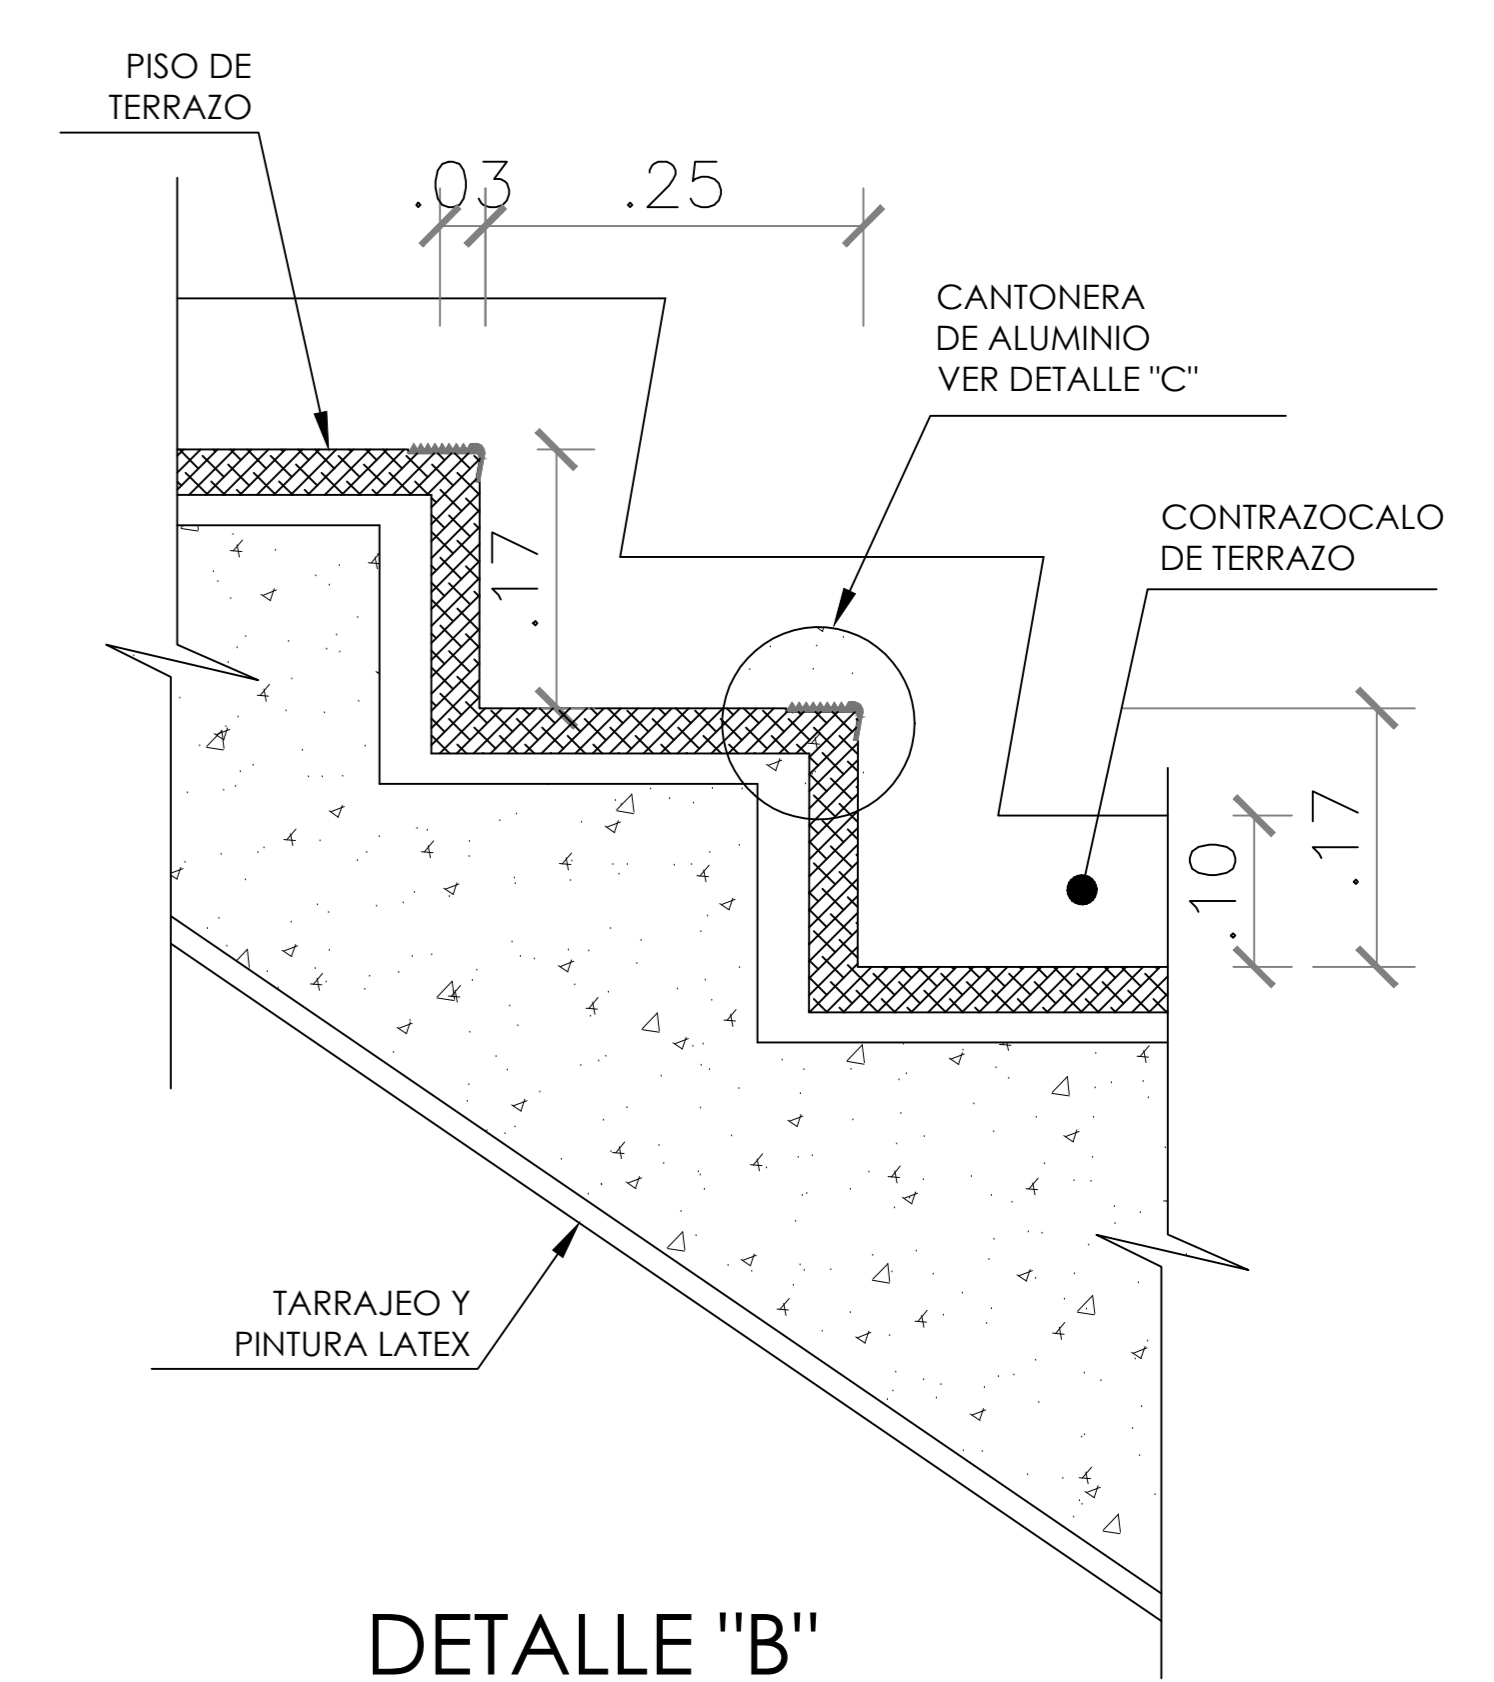 PISO DE
TERRAZO
.03
.25
CANTONERA
DE ALUMINIO
VER DETALLE "C"
CONTRAZOCALO
DE TERRAZO
.17
.10
.17
TARRAJEO Y
PINTURA LATEX
DETALLE "B"